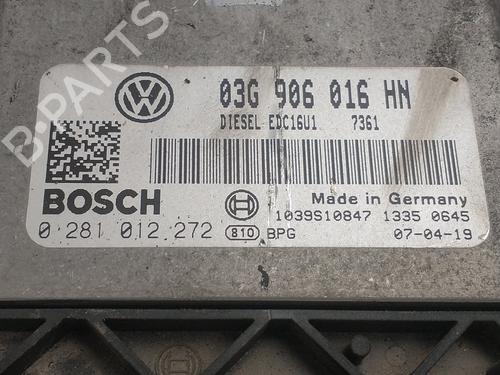 B-PARTS
03G 906 016 HN
DIESEL EDC16U1 7361
BOSCH
Made in Germany
1039S10847 1335 0645
0 281 012 272
810
BPG
07-04-19